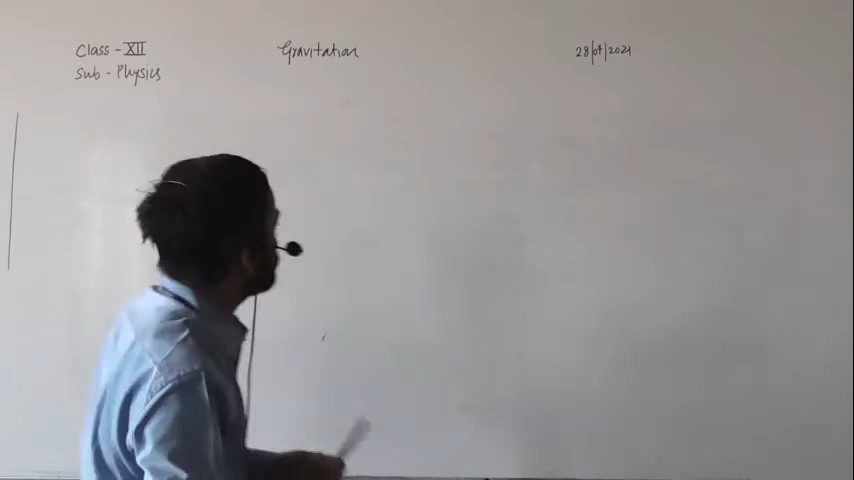 Class - XII
Gravitation
28/07/2021
Sub - Physics